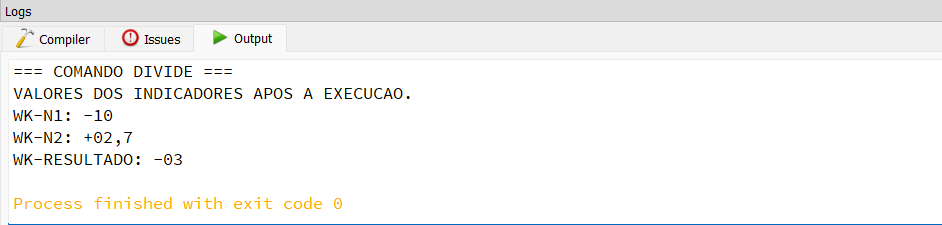 Logs
Compiler Issues Output
=== COMANDO DIVIDE ===
VALORES DOS INDICADORES APOS A EXECUCAO.
WK-N1: -10
WK-N2: +02,7
WK-RESULTADO: -03
Process finished with exit code 0